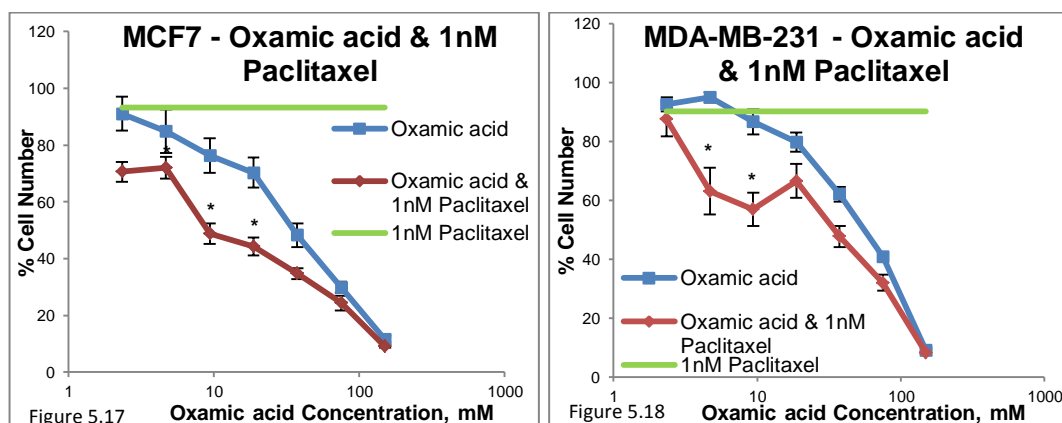 MCF7 - Oxamic acid & 1nM
Paclitaxel
120
100
80
60
40
20
0
% Cell Number
*
*
*
Oxamic acid
Oxamic acid &
1nM Paclitaxel
1nM Paclitaxel
1
10
100
1000
Figure 5.17
Oxamic acid Concentration, mM
MDA-MB-231 - Oxamic acid
& 1nM Paclitaxel
120
100
80
60
40
20
0
% Cell Number
*
*
Oxamic acid
Oxamic acid & 1nM
Paclitaxel
1nM Paclitaxel
1
10
100
1000
Figure 5.18
Oxamic acid Concentration, mM